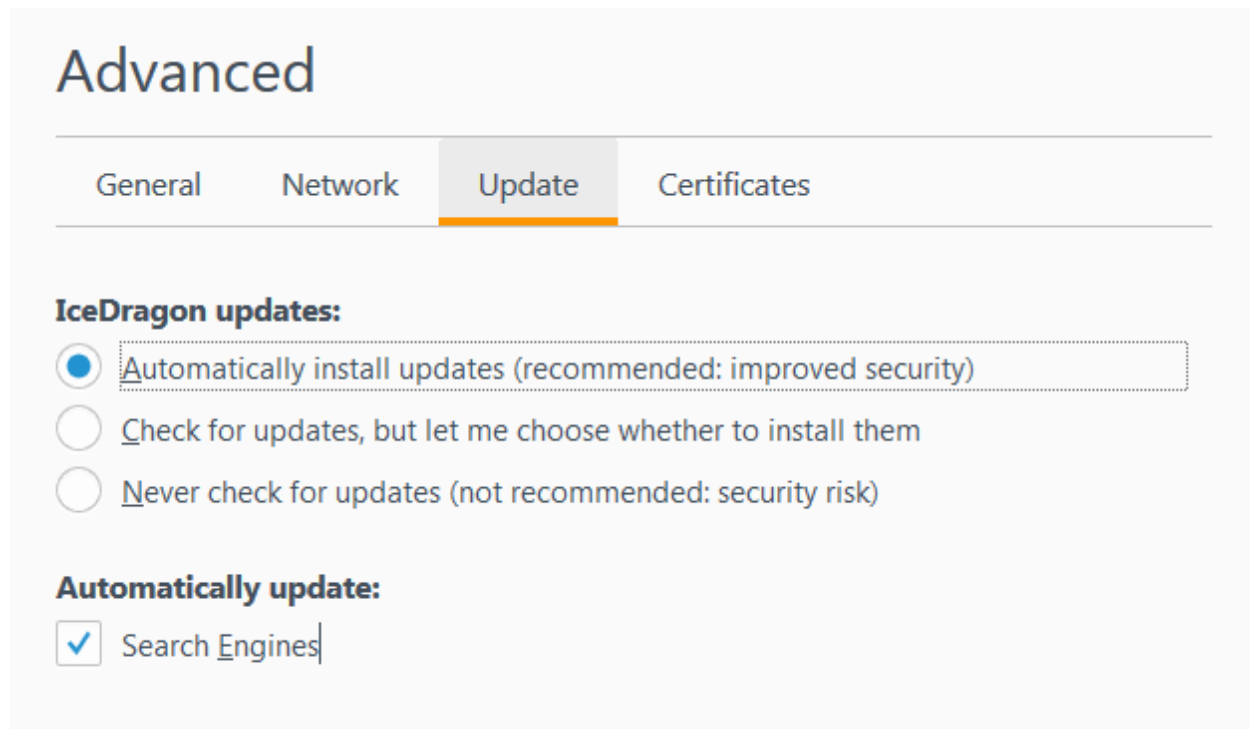 Advanced
General Network Update Certificates
IceDragon updates:
Automatically install updates (recommended: improved security)
Check for updates, but let me choose whether to install them
Never check for updates (not recommended: security risk)
Automatically update:
Search Engines